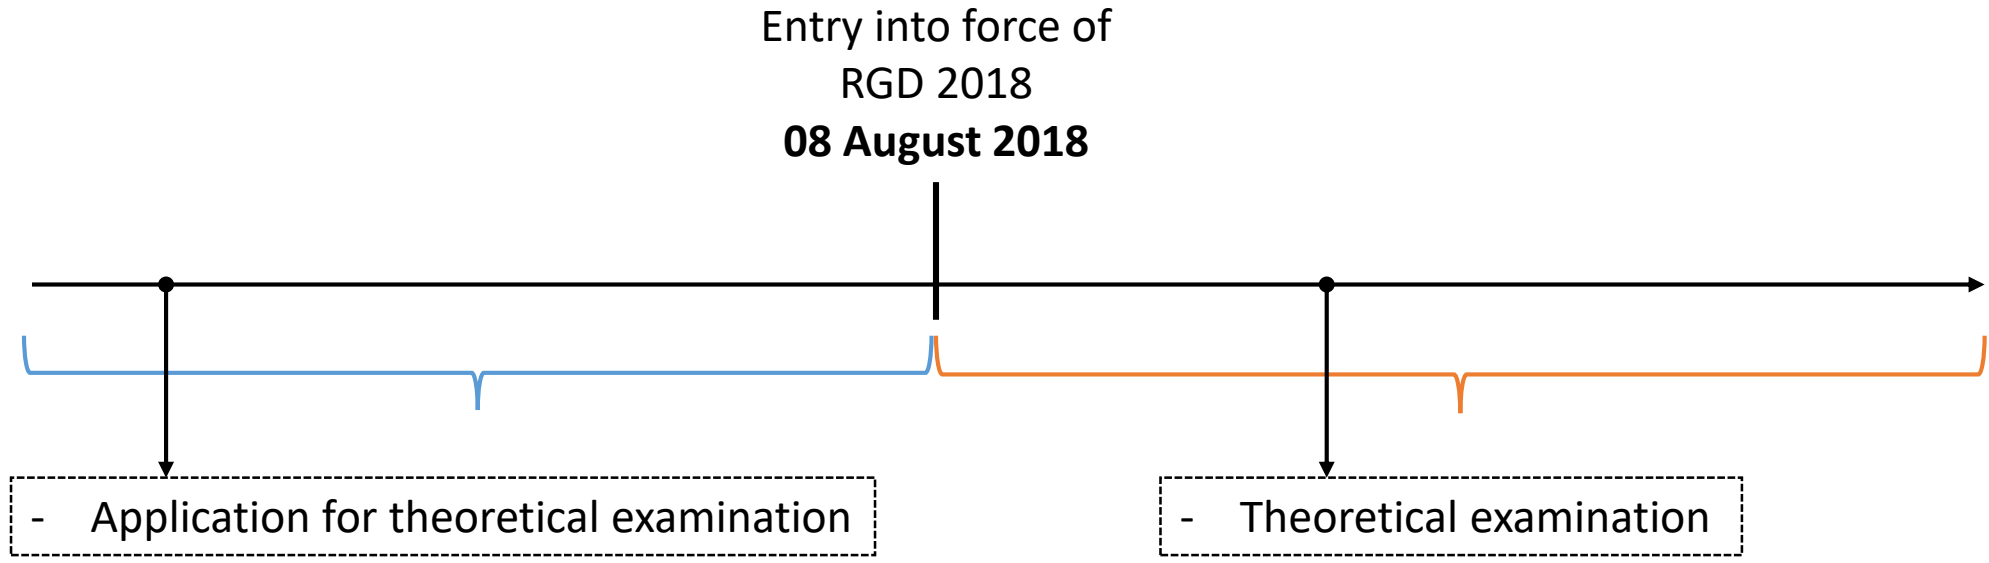 Entry into force of
RGD 2018
08 August 2018
- Application for theoretical examination
- Theoretical examination